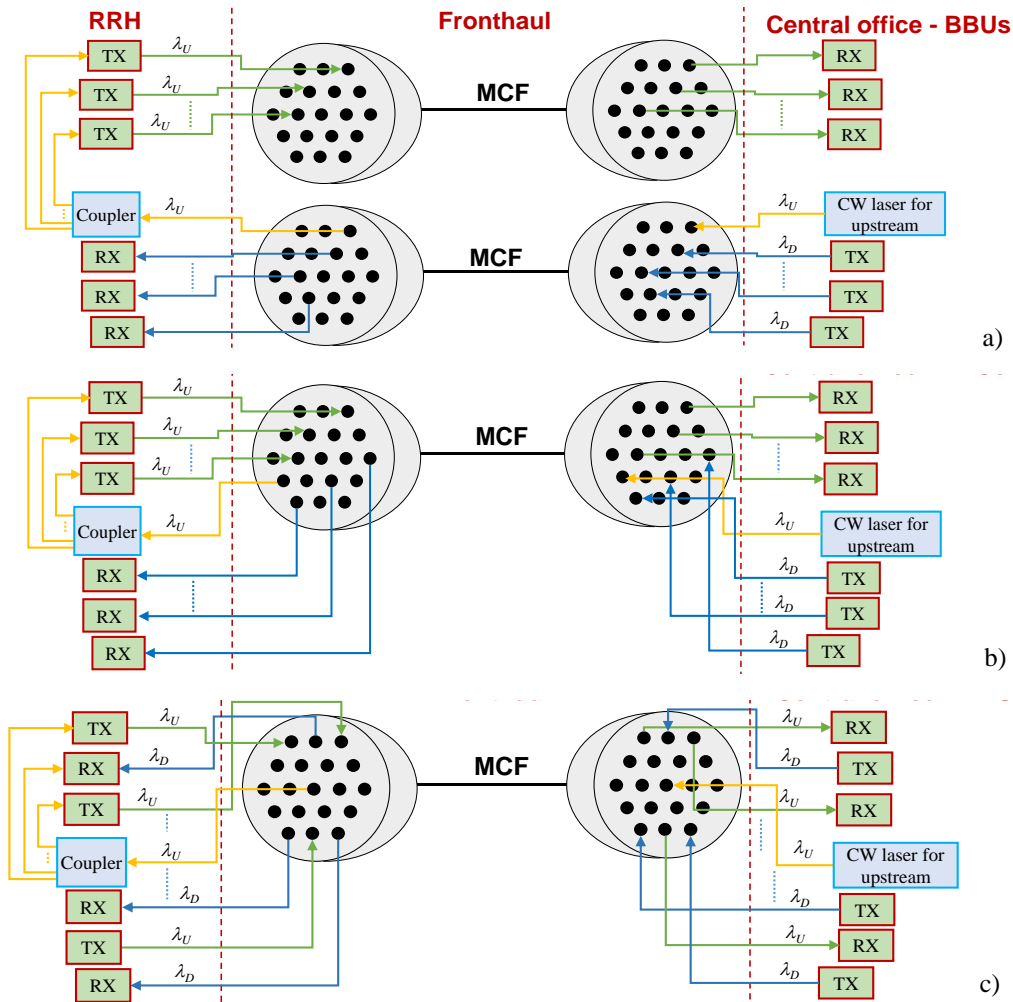 RRH
Fronthaul
Central office - BBUs
TX
λU
RX
TX
λU
MCF
RX
TX
λU
RX
Coupler
λU
λU
CW laser for
upstream
RX
λD
TX
MCF
RX
λD
TX
RX
λD
TX
a)
TX
λU
RX
TX
λU
MCF
RX
TX
λU
RX
Coupler
λU
λU
CW laser for
upstream
RX
λD
TX
RX
λD
TX
RX
λD
TX
b)
TX
λU
λU
RX
RX
λD
MCF
λD
TX
TX
λU
λU
RX
Coupler
λU
λU
CW laser for
upstream
RX
λD
λD
TX
TX
λU
λU
RX
RX
λD
λD
TX
c)